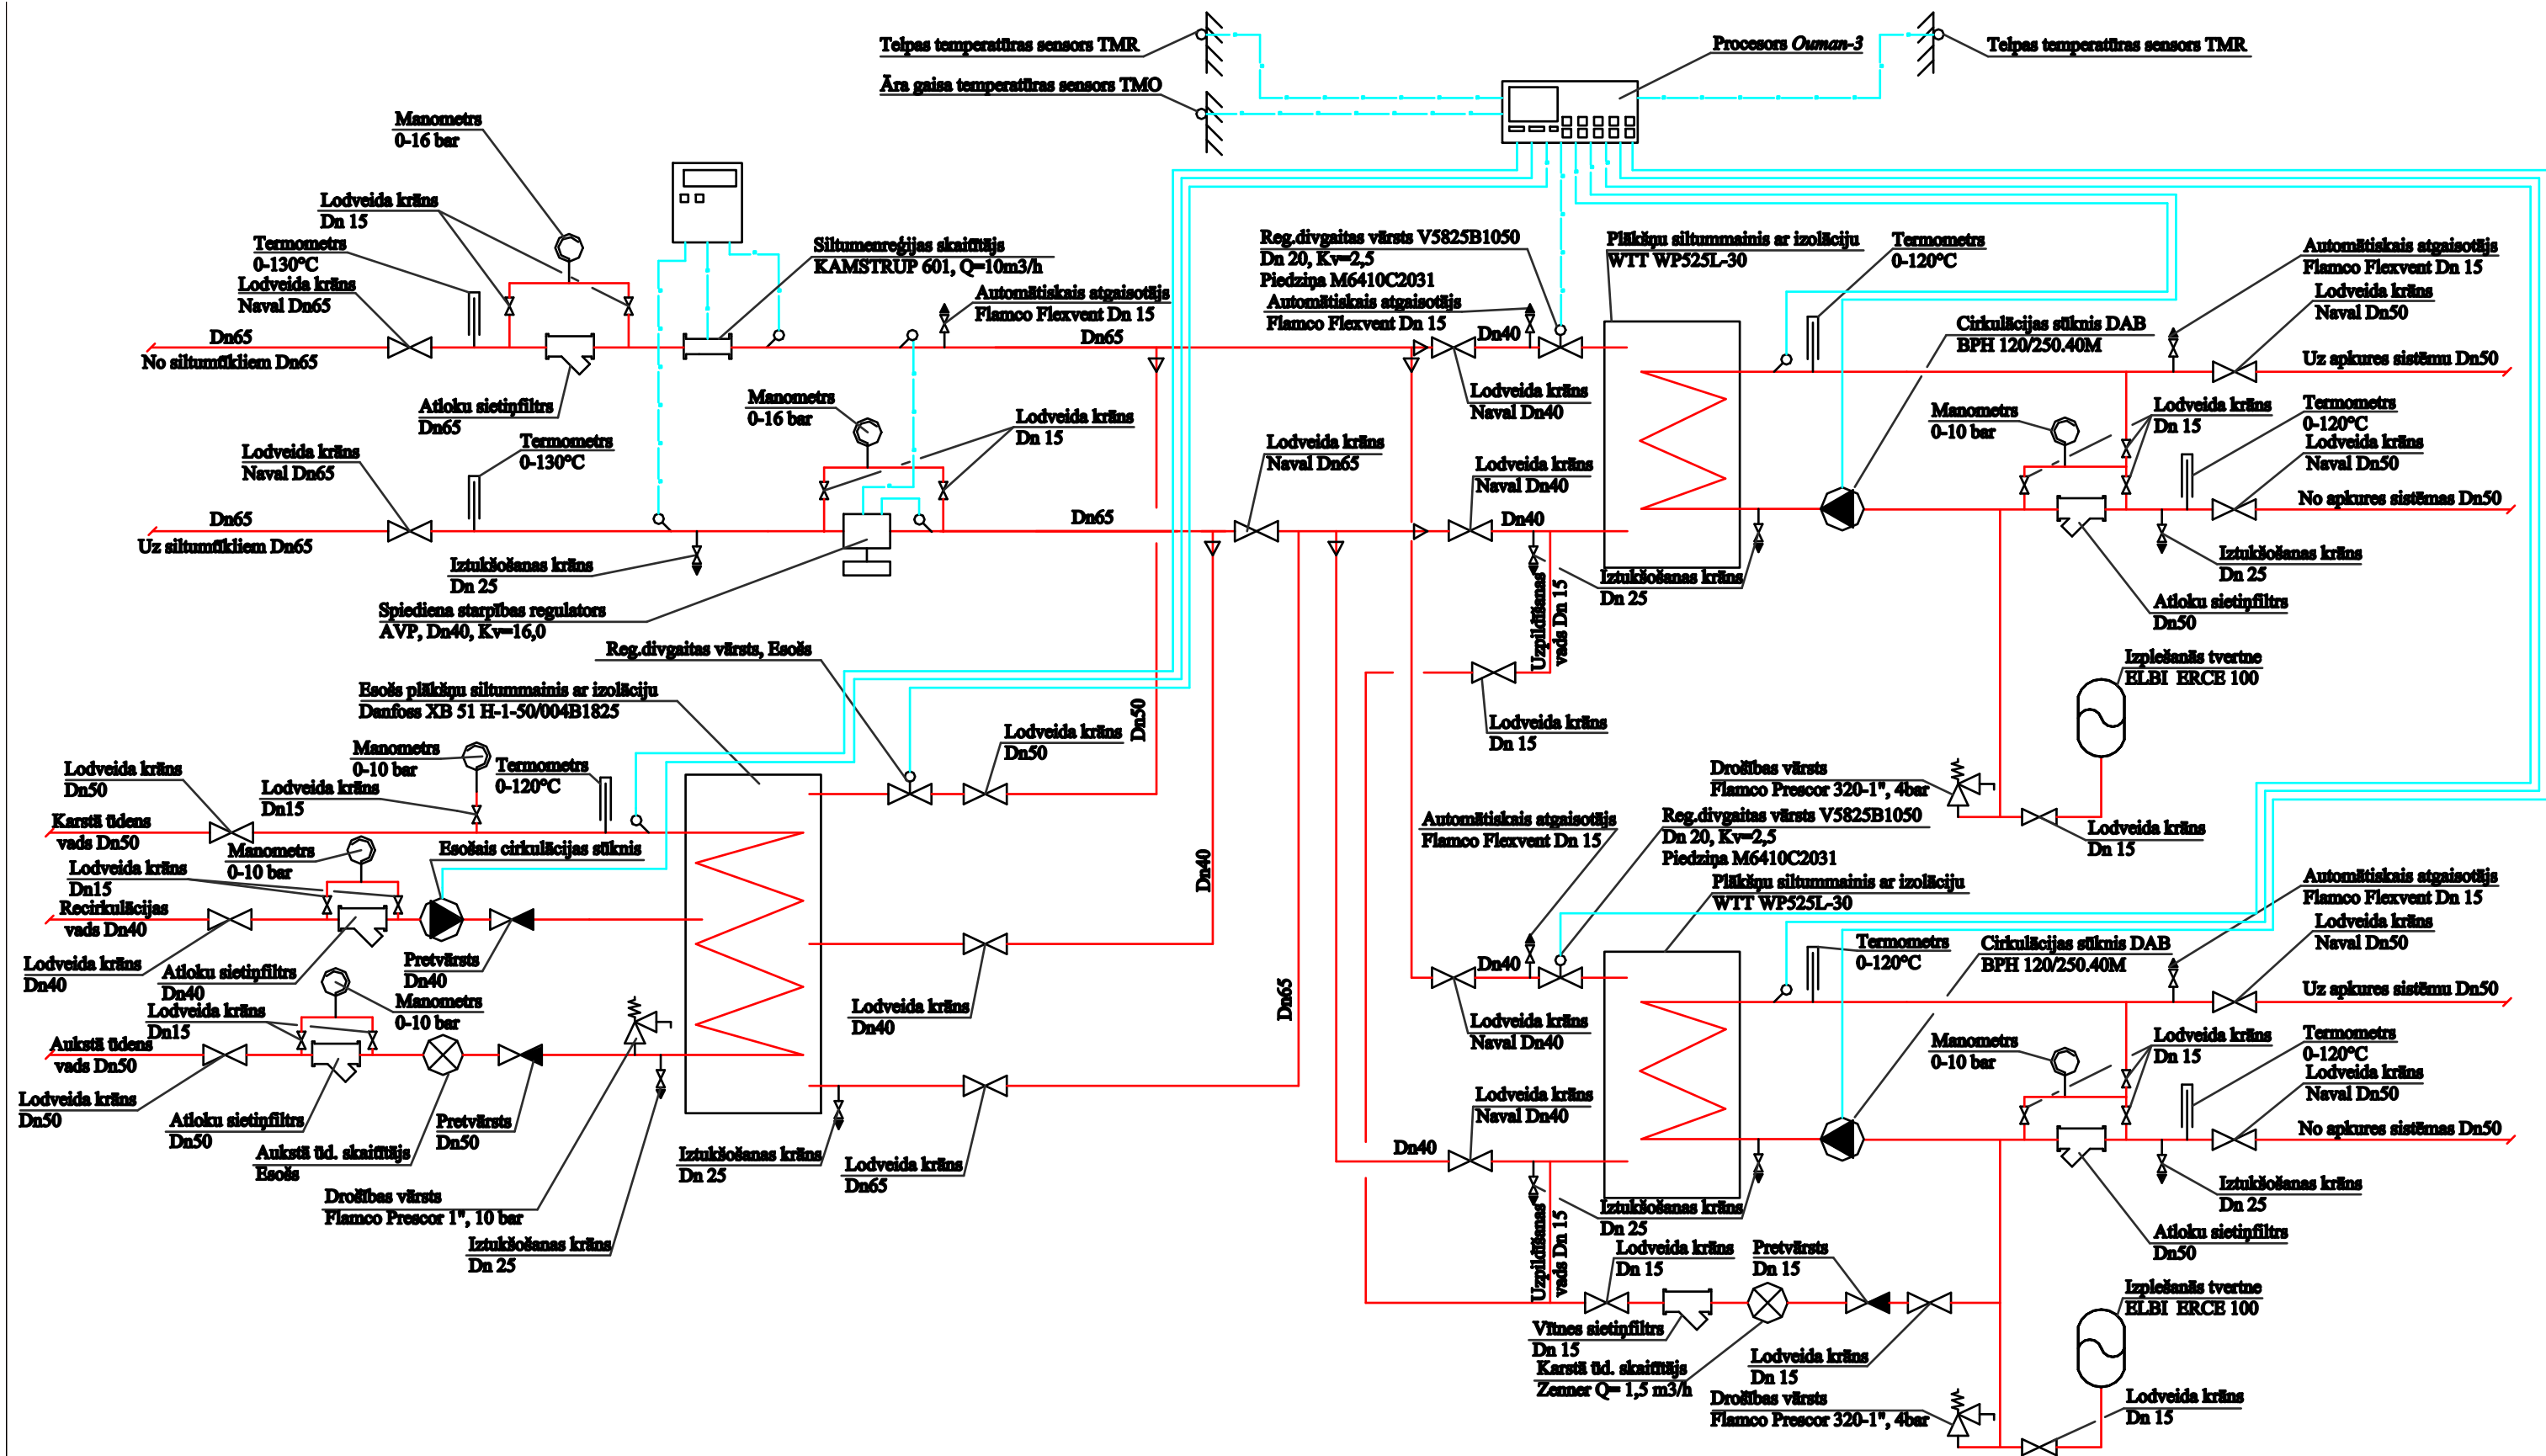 Telpas temperatūras sensors TMR
Āra gaisa temperatūras sensors TMO
Procesors Ouman-3
Telpas temperatūras sensors TMR
Manometrs
0-16 bar
Lodveida krāns
Dn 15
Termometrs
0-130°C
Lodveida krāns
Naval Dn65
Dn65
No siltumtīkliem Dn65
Atloku sietiņfiltrs
Dn65
Siltumenreģijas skaitītājs
KAMSTRUP 601, Q=10m3/h
Automātiskais atgaisotājs
Flamco Flexvent Dn 15
Dn65
Manometrs
0-16 bar
Lodveida krāns
Dn 15
Lodveida krāns
Naval Dn65
Termometrs
0-130°C
Dn65
Uz siltumtīkliem Dn65
Iztukšošanas krāns
Dn 25
Spiediena starpības regulators
AVP, Dn40, Kv=16,0
Dn65
Lodveida krāns
Naval Dn65
Reg.divgaitas vārsts V5825B1050
Dn 20, Kv=2,5
Piedziņa M6410C2031
Automātiskais atgaisotājs
Flamco Flexvent Dn 15
Dn40
Lodveida krāns
Naval Dn40
Lodveida krāns
Naval Dn40
Dn40
Plākšņu siltummainis ar izolāciju
WTT WP525L-30
Termometrs
0-120°C
Cirkulācijas sūknis DAB
BPH 120/250.40M
Automātiskais atgaisotājs
Flamco Flexvent Dn 15
Lodveida krāns
Naval Dn50
Uz apkures sistēmu Dn50
Manometrs
0-10 bar
Lodveida krāns
Dn 15
Termometrs
0-120°C
Lodveida krāns
Naval Dn50
No apkures sistēmas Dn50
Iztukšošanas krāns
Dn 25
Atloku sietiņfiltrs
Dn50
Iztukšošanas krāns
Dn 25
Uzpildīšanas
vads Dn 15
Lodveida krāns
Dn 15
Izplešanās tvertne
ELBI ERCE 100
Drošības vārsts
Flamco Prescor 320-1", 4bar
Lodveida krāns
Dn 15
Reg.divgaitas vārsts, Esošs
Esošs plākšņu siltummainis ar izolāciju
Danfoss XB 51 H-1-50/004B1825
Lodveida krāns
Dn50
Dn50
Manometrs
0-10 bar
Termometrs
0-120°C
Lodveida krāns
Dn50
Lodveida krāns
Dn15
Karstā ūdens
vads Dn50
Manometrs
0-10 bar
Esošais cirkulācijas sūknis
Lodveida krāns
Dn15
Recirkulācijas
vads Dn40
Lodveida krāns
Dn40
Atloku sietiņfiltrs
Dn40
Pretvārsts
Dn40
Manometrs
0-10 bar
Lodveida krāns
Dn15
Aukstā ūdens
vads Dn50
Lodveida krāns
Dn50
Atloku sietiņfiltrs
Dn50
Aukstā ūd. skaitītājs
Esošs
Pretvārsts
Dn50
Drošības vārsts
Flamco Prescor 1", 10 bar
Iztukšošanas krāns
Dn 25
Iztukšošanas krāns
Dn 25
Dn40
Lodveida krāns
Dn40
Dn65
Lodveida krāns
Dn65
Automātiskais atgaisotājs
Flamco Flexvent Dn 15
Reg.divgaitas vārsts V5825B1050
Dn 20, Kv=2,5
Piedziņa M6410C2031
Plākšņu siltummainis ar izolāciju
WTT WP525L-30
Dn40
Lodveida krāns
Naval Dn40
Lodveida krāns
Naval Dn40
Dn40
Termometrs
0-120°C
Cirkulācijas sūknis DAB
BPH 120/250.40M
Automātiskais atgaisotājs
Flamco Flexvent Dn 15
Lodveida krāns
Naval Dn50
Uz apkures sistēmu Dn50
Manometrs
0-10 bar
Lodveida krāns
Dn 15
Termometrs
0-120°C
Lodveida krāns
Naval Dn50
No apkures sistēmas Dn50
Iztukšošanas krāns
Dn 25
Atloku sietiņfiltrs
Dn50
Iztukšošanas krāns
Dn 25
Uzpildīšanas
vads Dn 15
Lodveida krāns
Dn 15
Pretvārsts
Dn 15
Vītnes sietiņfiltrs
Dn 15
Karstā ūd. skaitītājs
Zenner Q= 1,5 m3/h
Lodveida krāns
Dn 15
Drošības vārsts
Flamco Prescor 320-1", 4bar
Izplešanās tvertne
ELBI ERCE 100
Lodveida krāns
Dn 15